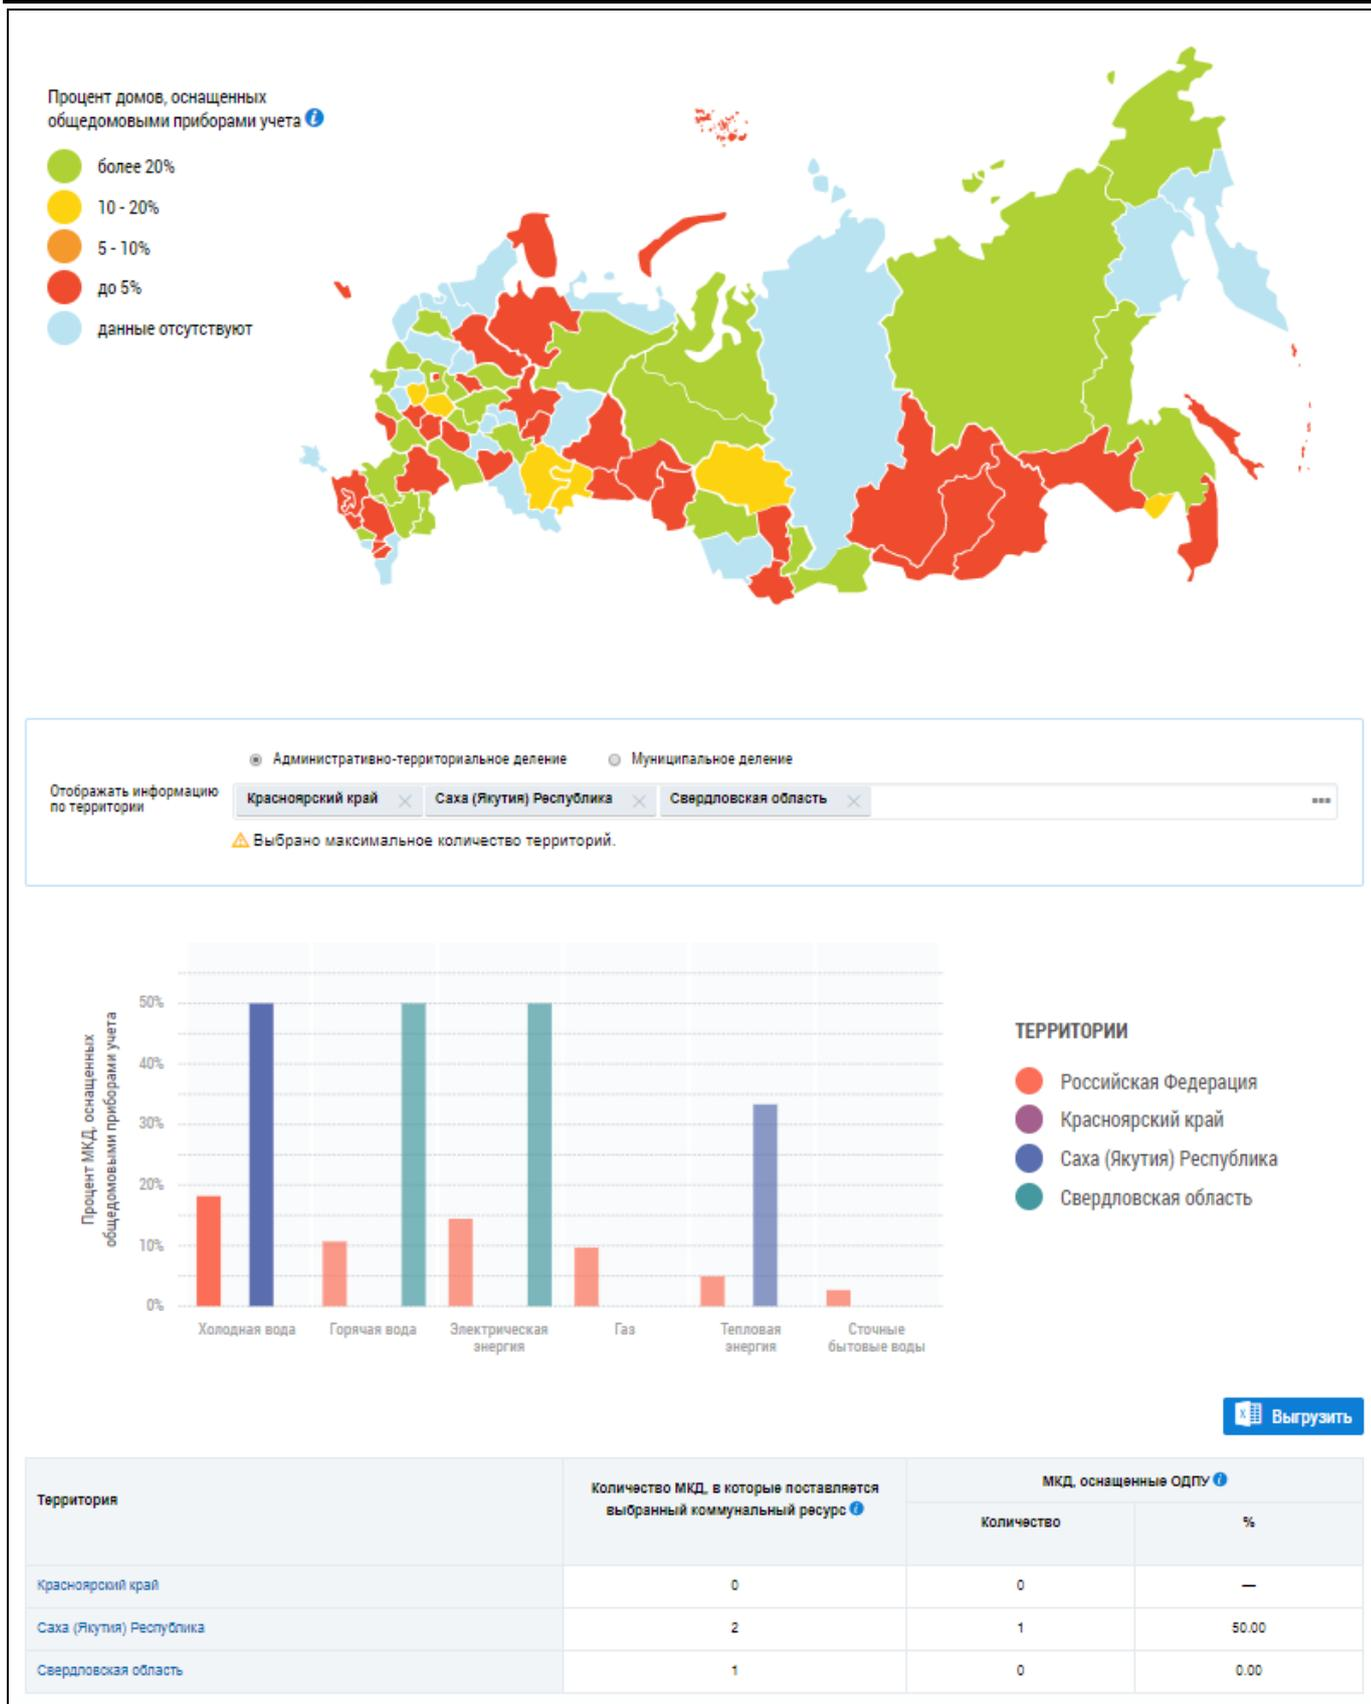 Процент домов, оснащенных
общедомовыми приборами учета
более 20%
10 - 20%
5 - 10%
до 5%
данные отсутствуют
Административно-территориальное деление
Муниципальное деление
Отображать информацию
по территории
Красноярский край
Саха (Якутия) Республика
Свердловская область
Выбрано максимальное количество территорий.
Процент МКД, оснащенных
общедомовыми приборами учета
50%
40%
30%
20%
10%
0%
Холодная вода
Горячая вода
Электрическая
энергия
Газ
Тепловая
энергия
Сточные
бытовые воды
ТЕРРИТОРИИ
Российская Федерация
Красноярский край
Саха (Якутия) Республика
Свердловская область
Выгрузить
Территория
Количество МКД, в которые поставляется
выбранный коммунальный ресурс
МКД, оснащенные ОДПУ
Количество
%
Красноярский край 0 0 —
Саха (Якутия) Республика 2 1 50.00
Свердловская область 1 0 0.00